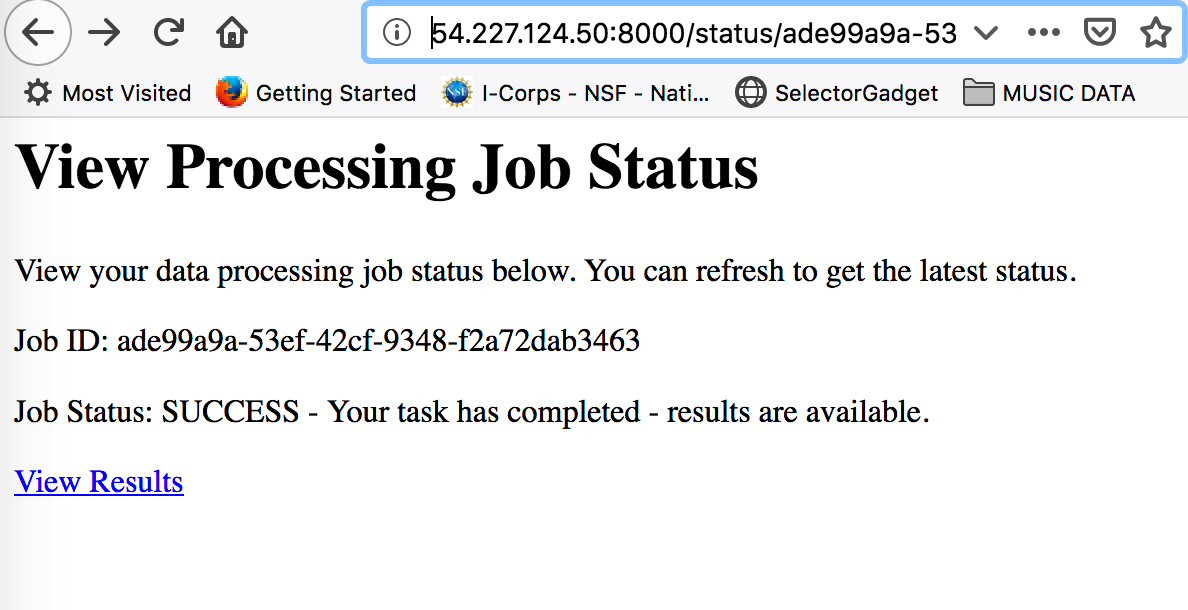 54.227.124.50:8000/status/ade99a9a-53
Most Visited Getting Started I-Corps - NSF - Nati... SelectorGadget MUSIC DATA
View Processing Job Status
View your data processing job status below. You can refresh to get the latest status.
Job ID: ade99a9a-53ef-42cf-9348-f2a72dab3463
Job Status: SUCCESS - Your task has completed - results are available.
View Results